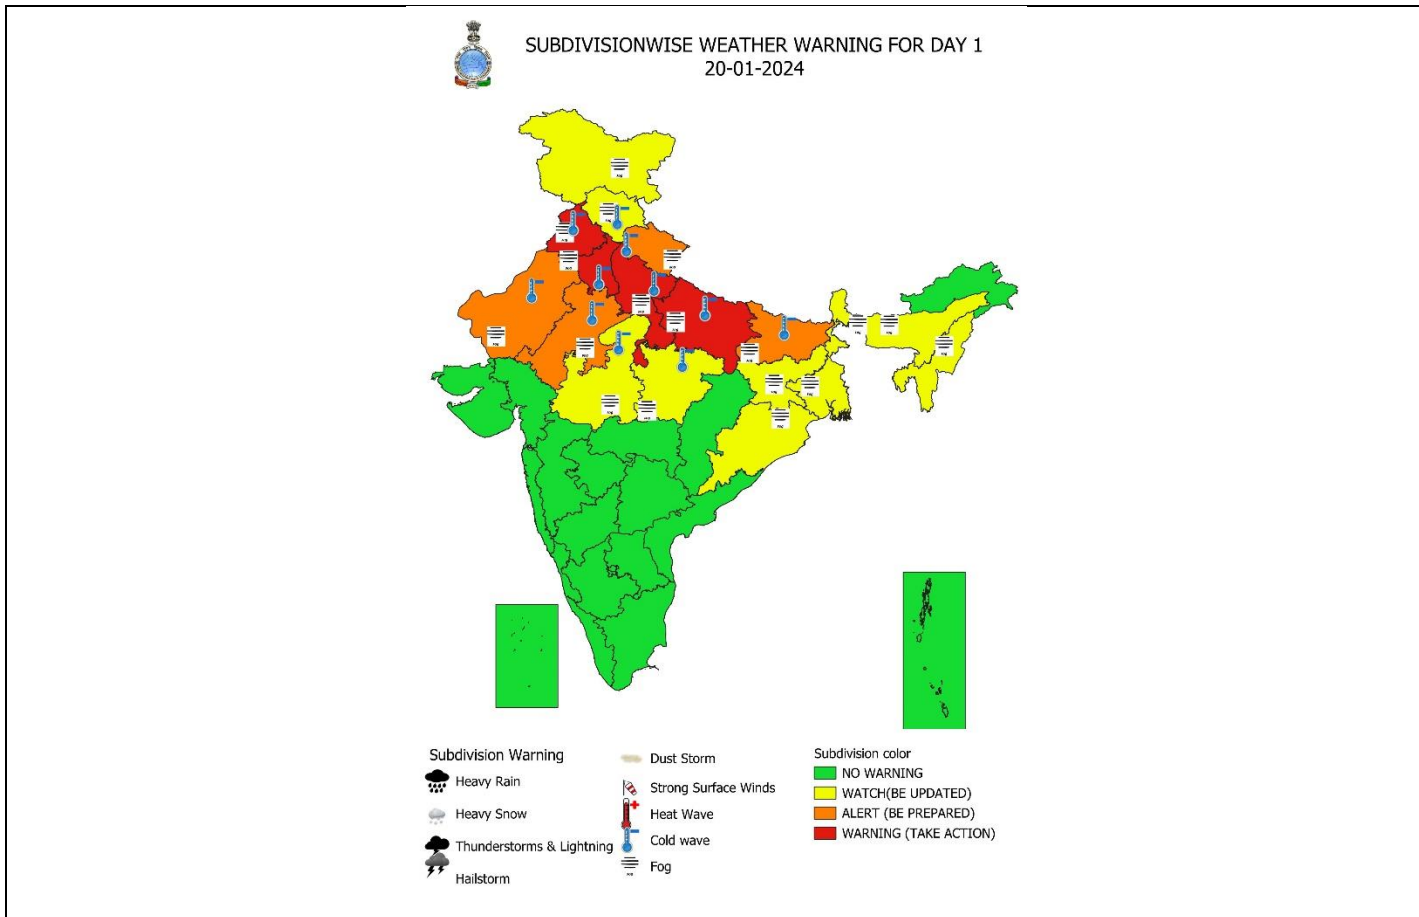 SUBDIVISIONWISE WEATHER WARNING FOR DAY 1
20-01-2024
Subdivision Warning
Heavy Rain
Heavy Snow
Thunderstorms & Lightning
Hailstorm
Dust Storm
Strong Surface Winds
Heat Wave
Cold wave
Fog
Subdivision color
NO WARNING
WATCH(BE UPDATED)
ALERT (BE PREPARED)
WARNING (TAKE ACTION)